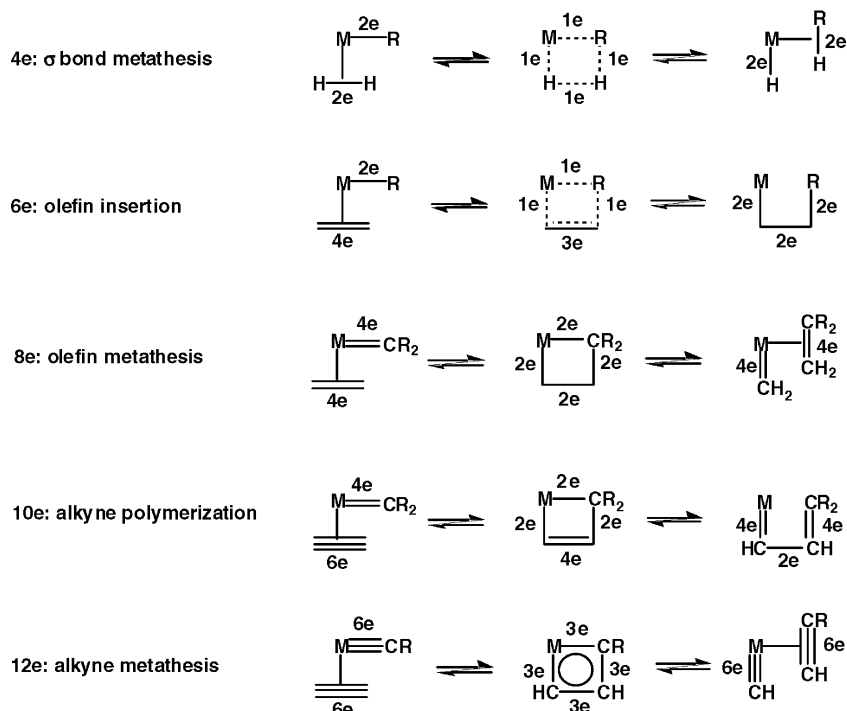 4e: σ bond metathesis
M 2e R
H H
2e
M 1e R
1e 1e
H H
1e
M R
2e 2e
H H
6e: olefin insertion
M 2e R
4e
1e
M R
1e 1e
3e
M R
2e 2e
2e
8e: olefin metathesis
4e
M CR2
4e
2e
M CR2
2e 2e
2e
CR2
M 4e
4e CH2
CH2
10e: alkyne polymerization
4e
M CR2
6e
2e
M CR2
2e 2e
4e
M CR2
4e 4e
HC CH
2e
12e: alkyne metathesis
6e
M CR
6e
3e
M CR
3e 3e
HC CH
3e
CR
M 6e
6e CH
CH